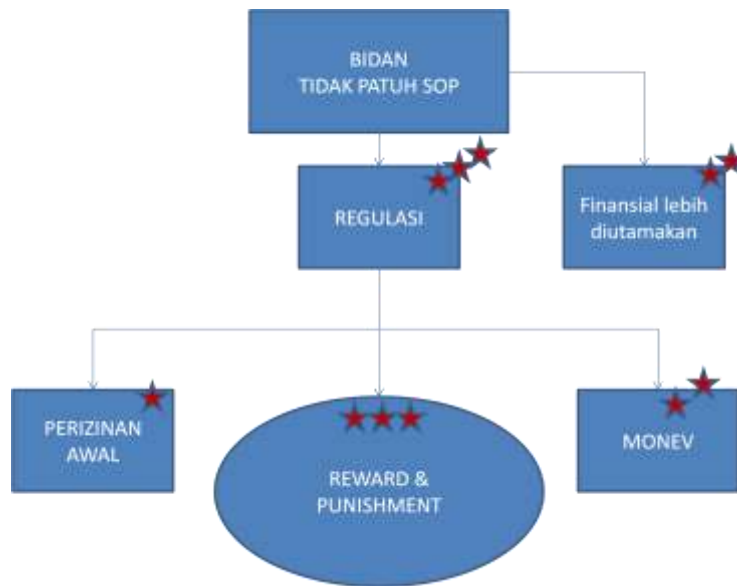 BIDAN
TIDAK PATUH SOP
REGULASI
Finansial lebih
diutamakan
PERIZINAN
AWAL
REWARD &
PUNISHMENT
MONEV